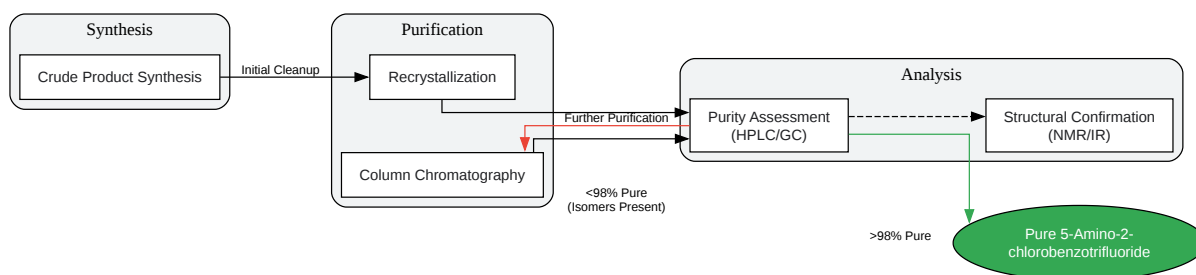 Synthesis
Crude Product Synthesis
Initial Cleanup
Purification
Recrystallization
Column Chromatography
Further Purification
<98% Pure
(Isomers Present)
Analysis
Purity Assessment
(HPLC/GC)
Structural Confirmation
(NMR/IR)
>98% Pure
Pure 5-Amino-2-
chlorobenzotrifluoride